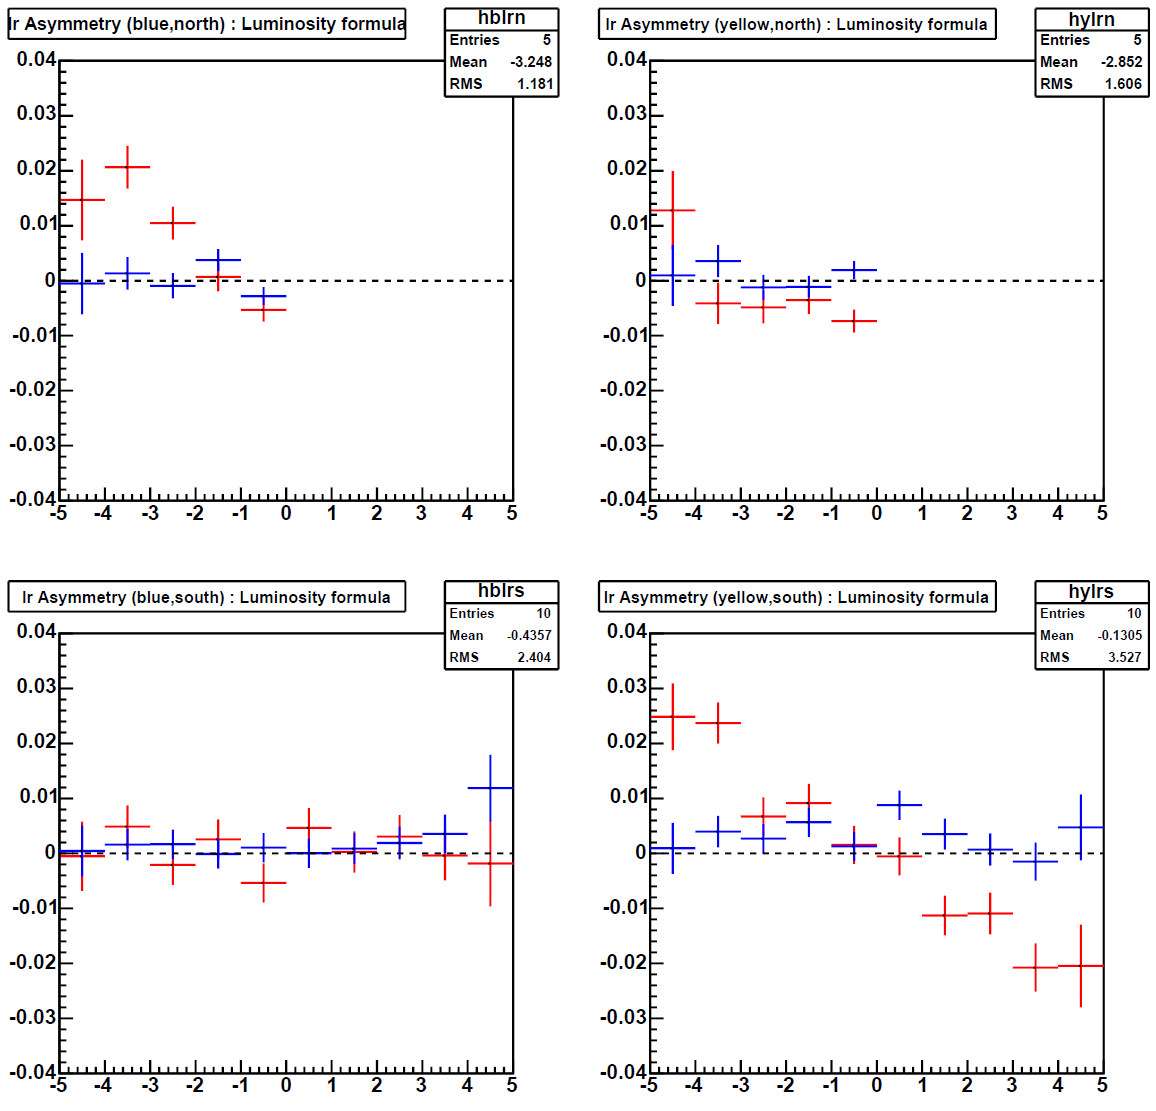 lr Asymmetry (blue,north) : Luminosity formula
hblrn
Entries 5
Mean -3.248
RMS 1.181
0.04
0.03
0.02
0.01
0
-0.01
-0.02
-0.03
-0.04
-5 -4 -3 -2 -1 0 1 2 3 4 5
lr Asymmetry (yellow,north) : Luminosity formula
hylrn
Entries 5
Mean -2.852
RMS 1.606
0.04
0.03
0.02
0.01
0
-0.01
-0.02
-0.03
-0.04
-5 -4 -3 -2 -1 0 1 2 3 4 5
lr Asymmetry (blue,south) : Luminosity formula
hblrs
Entries 10
Mean -0.4357
RMS 2.404
0.04
0.03
0.02
0.01
0
-0.01
-0.02
-0.03
-0.04
-5 -4 -3 -2 -1 0 1 2 3 4 5
lr Asymmetry (yellow,south) : Luminosity formula
hylrs
Entries 10
Mean -0.1305
RMS 3.527
0.04
0.03
0.02
0.01
0
-0.01
-0.02
-0.03
-0.04
-5 -4 -3 -2 -1 0 1 2 3 4 5